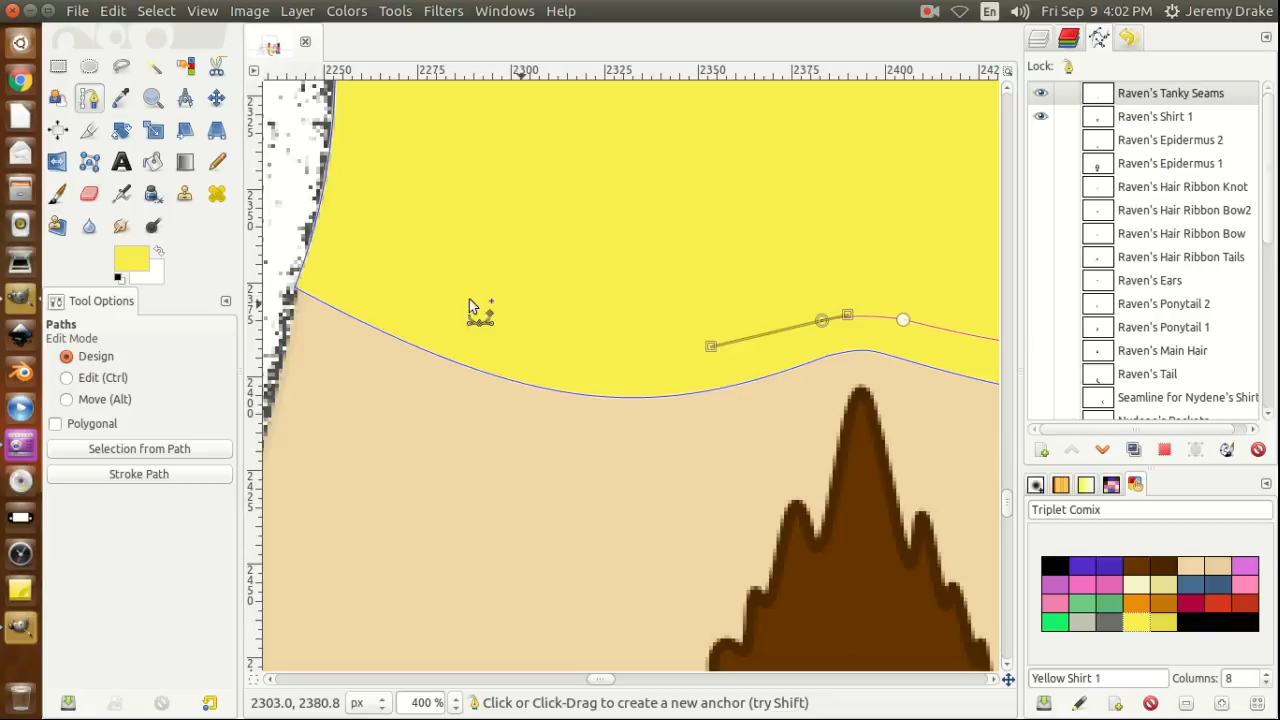 File Edit Select View Image Layer Colors Tools Filters Windows Help En Fri Sep 9 4:02 PM Jeremy Drake
2250 2275 2300 2325 2350 2375 2400 242
Lock:
Raven's Tanky Seams
Raven's Shirt 1
Raven's Epidermus 2
Raven's Epidermus 1
Raven's Hair Ribbon Knot
Raven's Hair Ribbon Bow2
Raven's Hair Ribbon Bow
Raven's Hair Ribbon Tails
Raven's Ears
Raven's Ponytail 2
Raven's Ponytail 1
Raven's Main Hair
Raven's Tail
Seamline for Nydene's Shirt
Tool Options
Paths
Edit Mode
Design
Edit (Ctrl)
Move (Alt)
Polygonal
Selection from Path
Stroke Path
Triplet Comix
Yellow Shirt 1 Columns: 8
2303.0, 2380.8 px 400 % Click or Click-Drag to create a new anchor (try Shift)